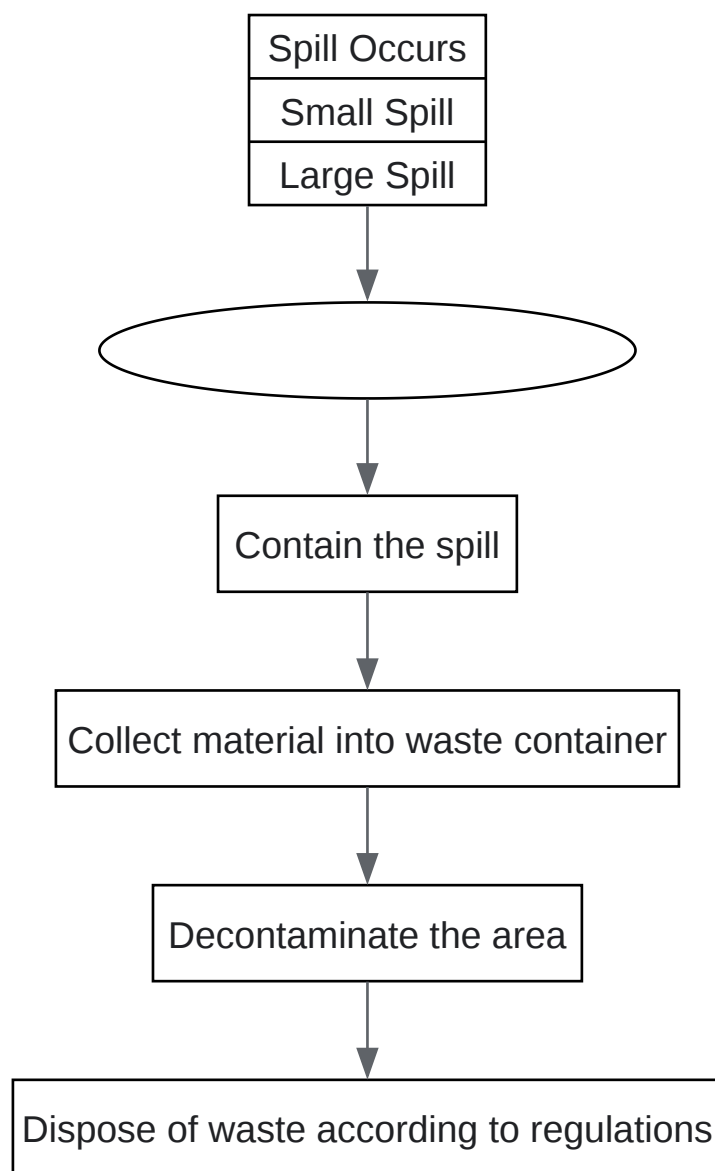 Spill Occurs
Small Spill
Large Spill
Contain the spill
Collect material into waste container
Decontaminate the area
Dispose of waste according to regulations